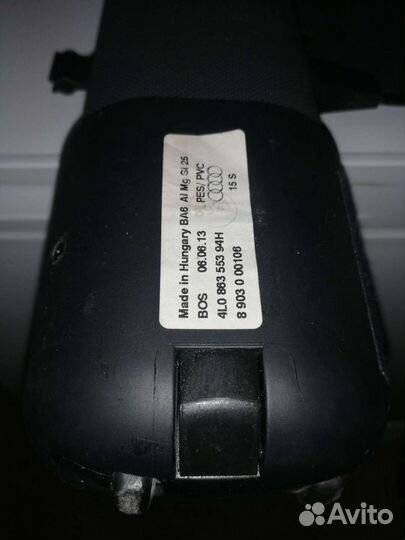 Made in Hungary BA6 Al Mg Si 25
PES/ PVC
BOS 06.06.13
15 S
4L0 863 553 94H
8 903 0 00106
Avito